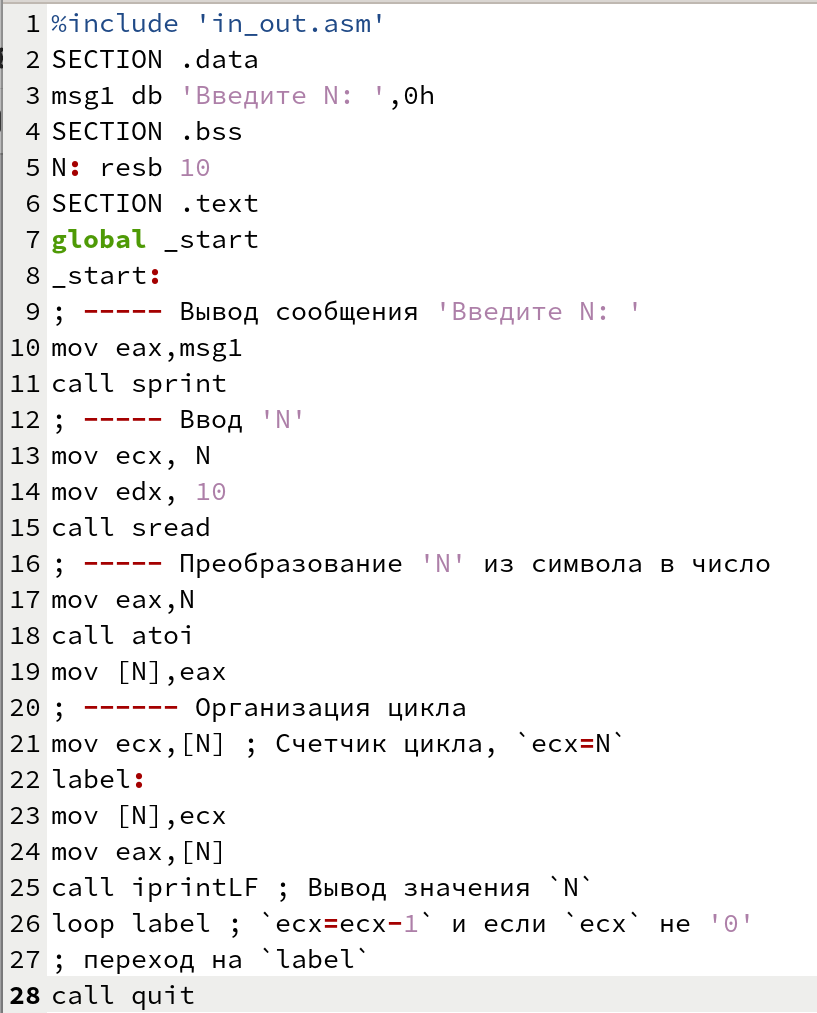 1 %include 'in_out.asm'
2 SECTION .data
3 msg1 db 'Введите N: ',0h
4 SECTION .bss
5 N: resb 10
6 SECTION .text
7 global _start
8 _start:
9 ; ----- Вывод сообщения 'Введите N: '
10 mov eax,msg1
11 call sprint
12 ; ----- Ввод 'N'
13 mov ecx, N
14 mov edx, 10
15 call sread
16 ; ----- Преобразование 'N' из символа в число
17 mov eax,N
18 call atoi
19 mov [N],eax
20 ; ------ Организация цикла
21 mov ecx,[N] ; Счетчик цикла, `ecx=N`
22 label:
23 mov [N],ecx
24 mov eax,[N]
25 call iprintLF ; Вывод значения `N`
26 loop label ; `ecx=ecx-1` и если `ecx` не '0'
27 ; переход на `label`
28 call quit